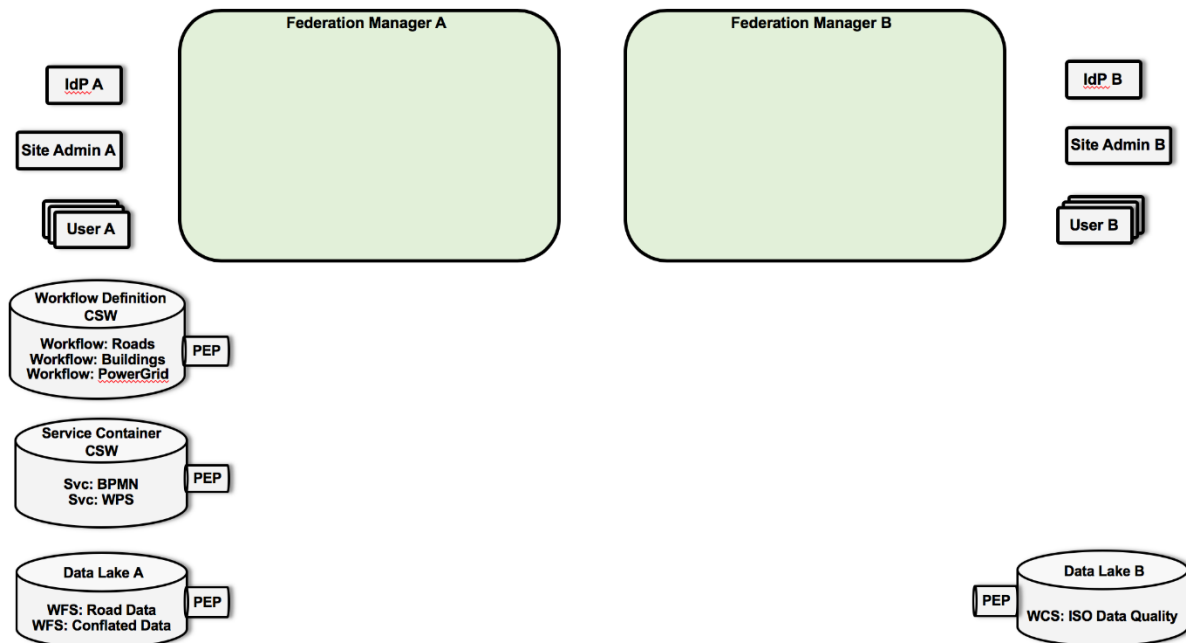 Federation Manager A
Federation Manager B
IdP A
IdP B
Site Admin A
Site Admin B
User A
User B
Workflow Definition
CSW
Workflow: Roads
Workflow: Buildings
Workflow: PowerGrid
PEP
Service Container
CSW
Svc: BPMN
Svc: WPS
PEP
Data Lake A
WFS: Road Data
WFS: Conflated Data
PEP
PEP
Data Lake B
WCS: ISO Data Quality